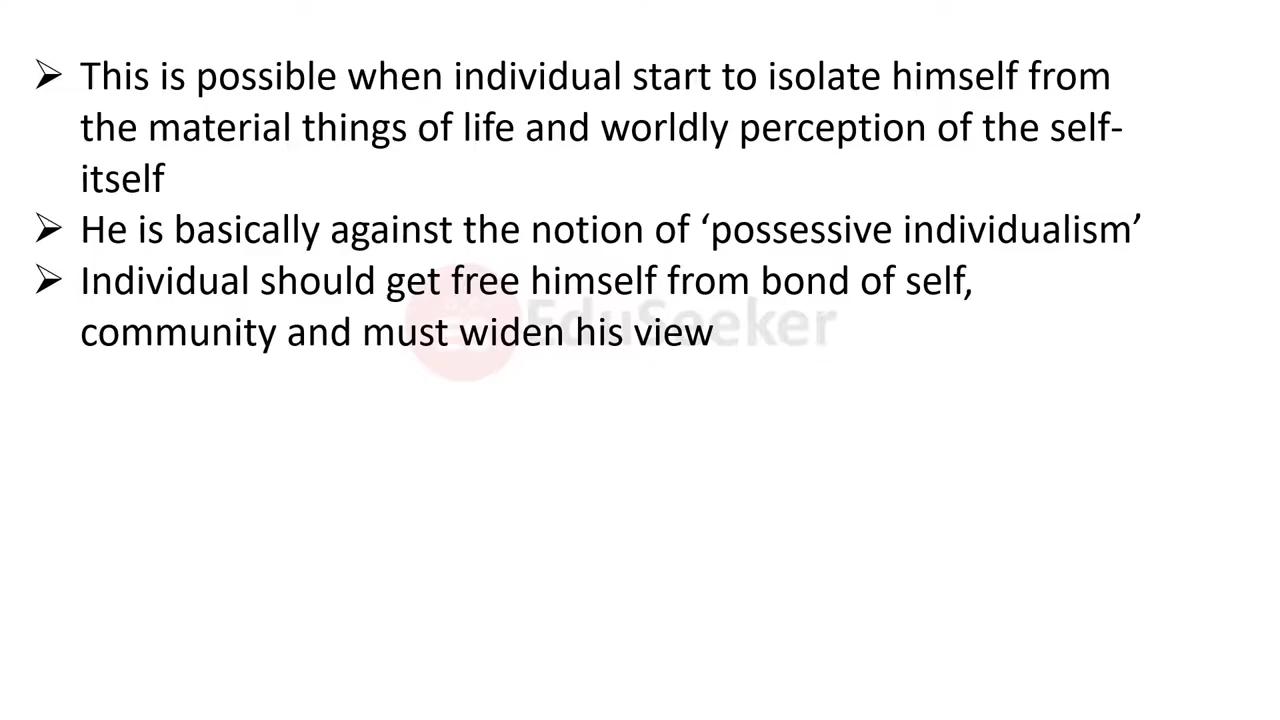 ➢ This is possible when individual start to isolate himself from
the material things of life and worldly perception of the self-
itself
➢ He is basically against the notion of ‘possessive individualism’
➢ Individual should get free himself from bond of self,
community and must widen his view
EduSeeker